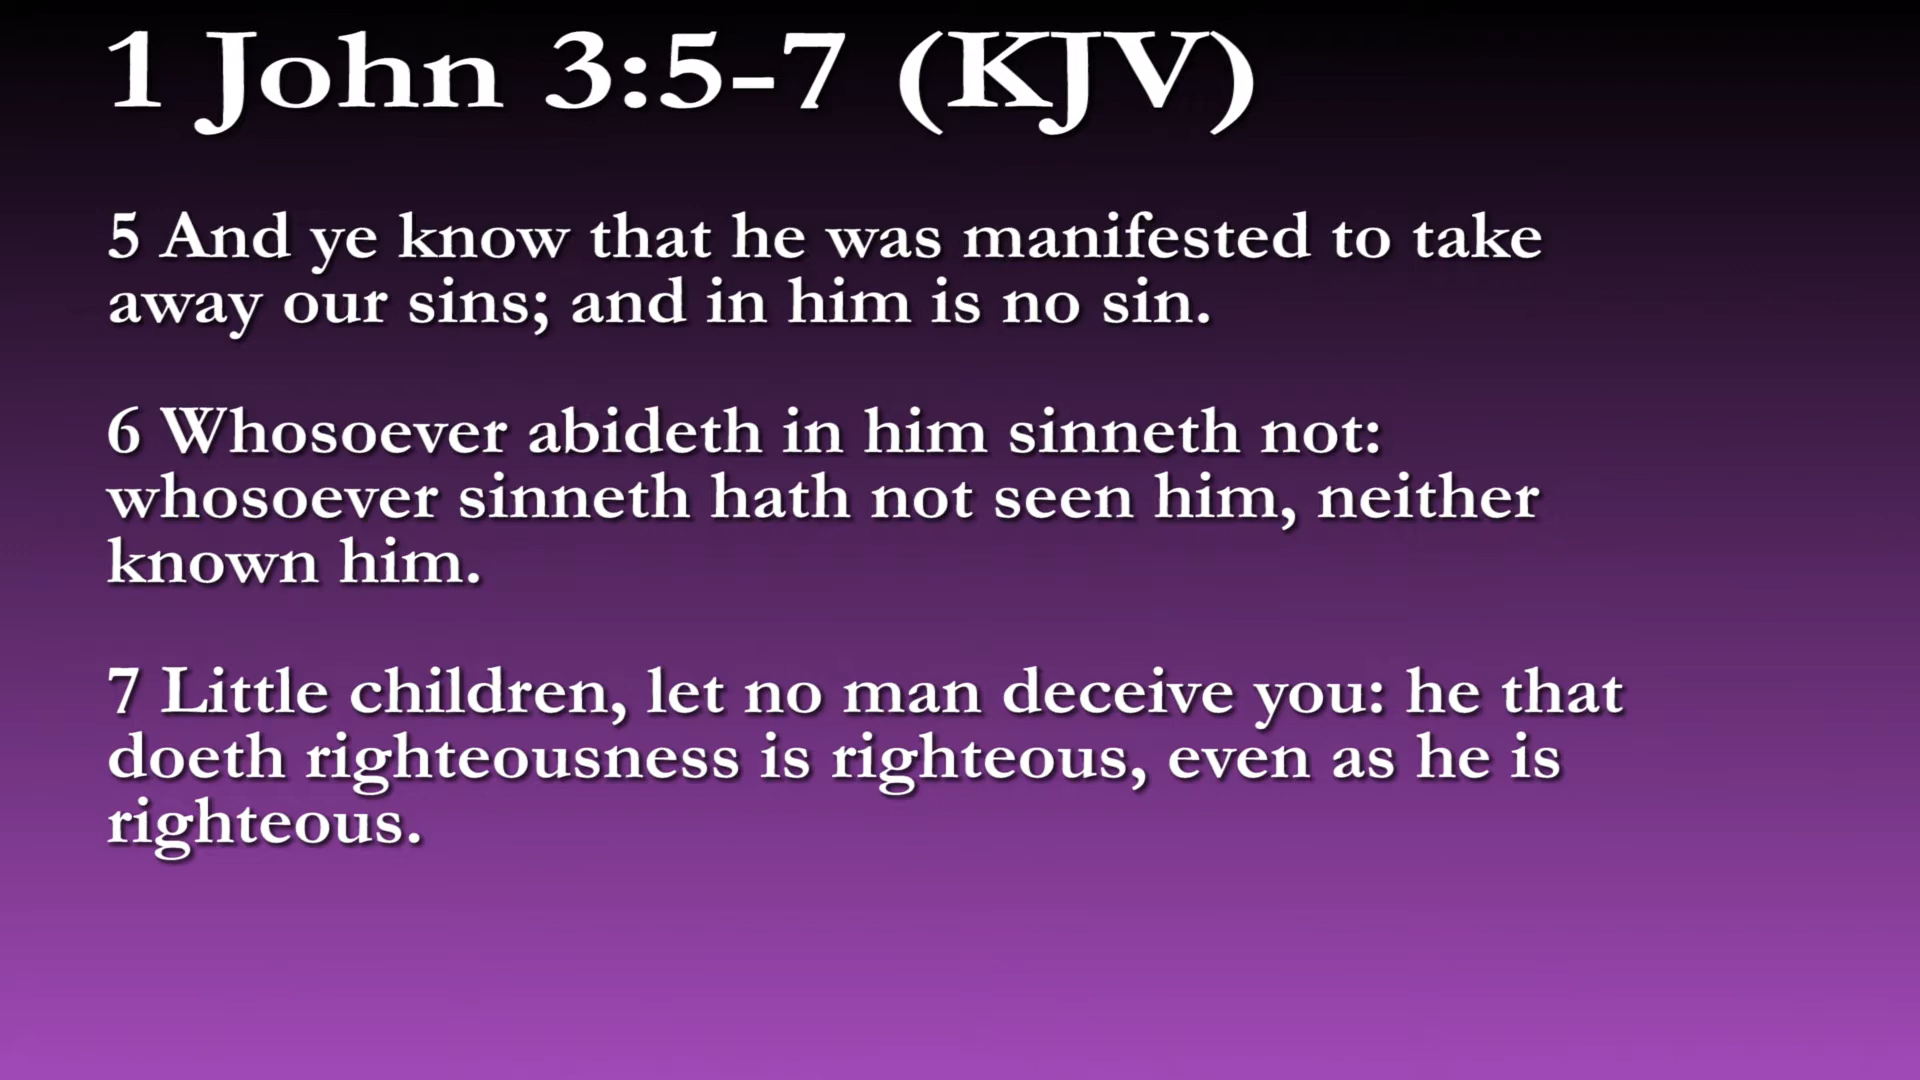 1 John 3:5-7 (KJV)
5 And ye know that he was manifested to take
away our sins; and in him is no sin.
6 Whosoever abideth in him sinneth not:
whosoever sinneth hath not seen him, neither
known him.
7 Little children, let no man deceive you: he that
doeth righteousness is righteous, even as he is
righteous.